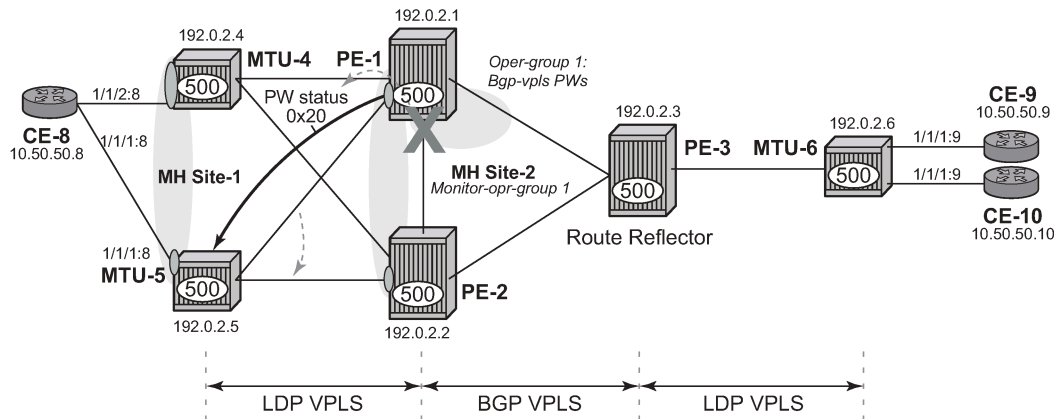 192.0.2.1
192.0.2.4
MTU-4
PE-1
Oper-group 1:
Bgp-vpls PWs
500
500
PW status
0x20
1/1/2:8
CE-8
10.50.50.8
1/1/1:8
192.0.2.3
CE-9
10.50.50.9
192.0.2.6
1/1/1:9
PE-3
MTU-6
MH Site-1
MH Site-2
Monitor-opr-group 1
500
500
1/1/1:9
CE-10
10.50.50.10
Route Reflector
1/1/1:8
MTU-5
500
500
PE-2
192.0.2.5
192.0.2.2
LDP VPLS
BGP VPLS
LDP VPLS